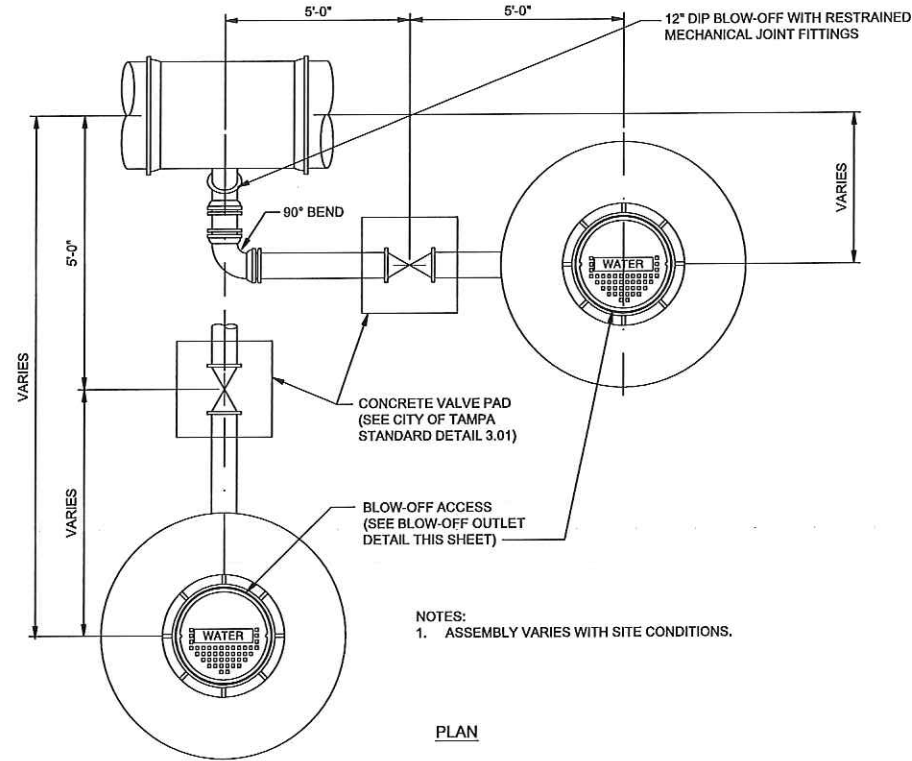 5'-0"
5'-0"
12" DIP BLOW-OFF WITH RESTRAINED
MECHANICAL JOINT FITTINGS
VARIES
90° BEND
5'-0"
WATER
VARIES
CONCRETE VALVE PAD
(SEE CITY OF TAMPA
STANDARD DETAIL 3.01)
VARIES
BLOW-OFF ACCESS
(SEE BLOW-OFF OUTLET
DETAIL THIS SHEET)
NOTES:
1. ASSEMBLY VARIES WITH SITE CONDITIONS.
WATER
PLAN